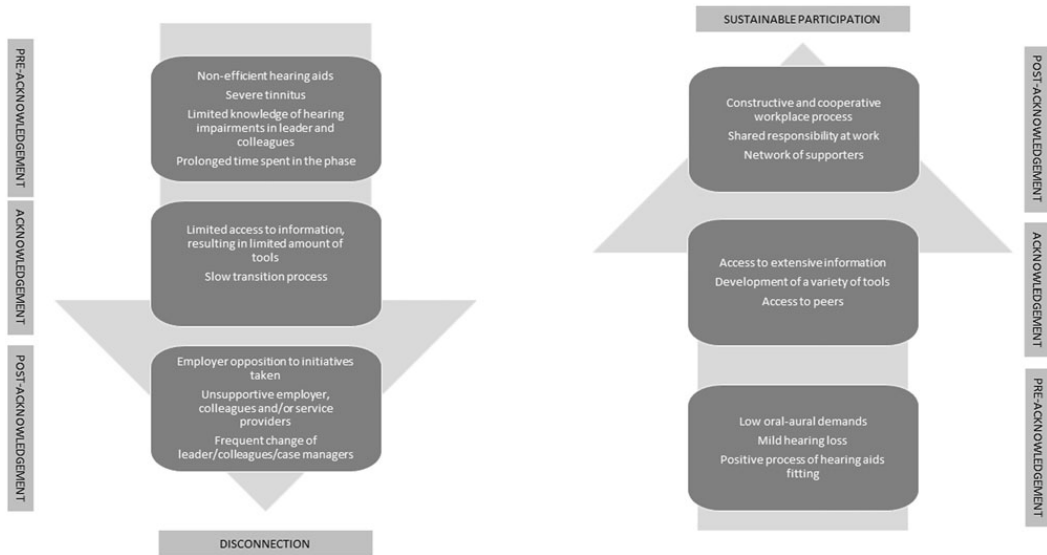 PRE-ACKNOWLEDGEMENT
Non-efficient hearing aids
Severe tinnitus
Limited knowledge of hearing
impairments in leader and
colleagues
Prolonged time spent in the phase
ACKNOWLEDGEMENT
Limited access to information,
resulting in limited amount of
tools
Slow transition process
POST-ACKNOWLEDGEMENT
Employer opposition to initiatives
taken
Unsupportive employer,
colleagues and/or service
providers
Frequent change of
leader/colleagues/case managers
DISCONNECTION
SUSTAINABLE PARTICIPATION
Constructive and cooperative
workplace process
Shared responsibility at work
Network of supporters
POST-ACKNOWLEDGEMENT
Access to extensive information
Development of a variety of tools
Access to peers
ACKNOWLEDGEMENT
Low oral-aural demands
Mild hearing loss
Positive process of hearing aids
fitting
PRE-ACKNOWLEDGEMENT